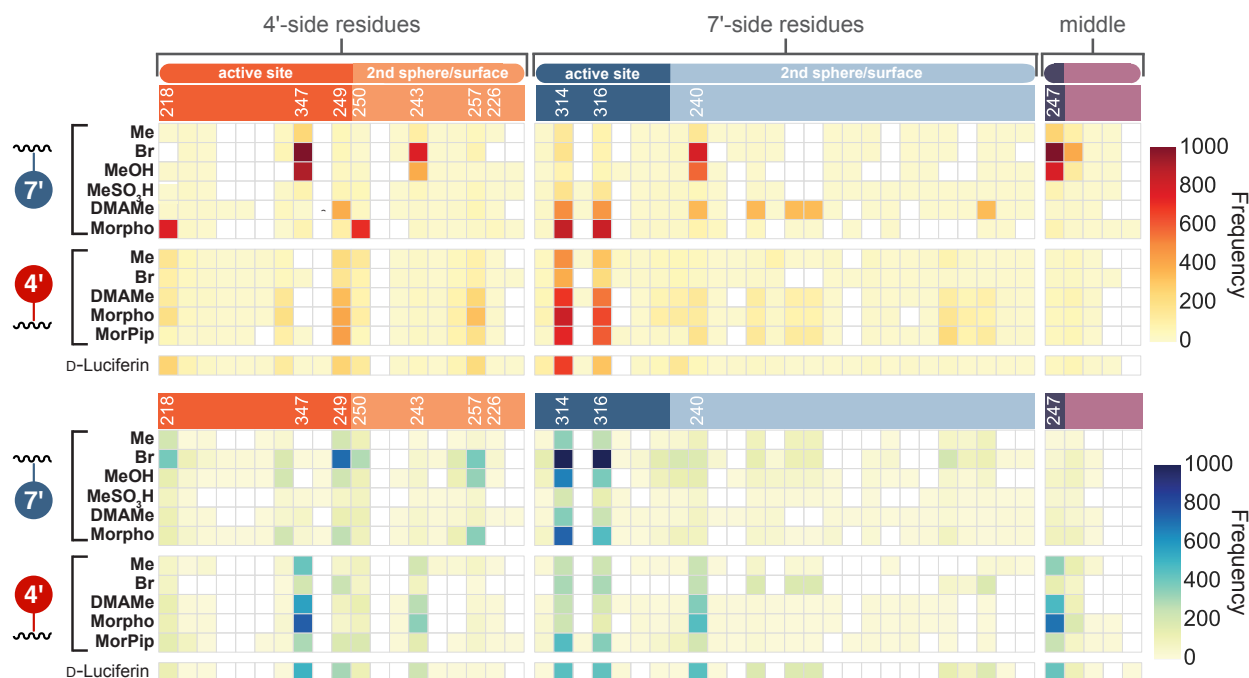 4'-side residues 7'-side residues middle
active site 2nd sphere/surface active site 2nd sphere/surface
218 347 249 250 243 257 226 314 316 240 247
7'
Me
Br
MeOH
MeSO3H
DMAMe
Morpho
4'
Me
Br
DMAMe
Morpho
MorPip
D-Luciferin
1000
800
600
400
200
0
Frequency
218 347 249 250 243 257 226 314 316 240 247
7'
Me
Br
MeOH
MeSO3H
DMAMe
Morpho
4'
Me
Br
DMAMe
Morpho
MorPip
D-Luciferin
1000
800
600
400
200
0
Frequency